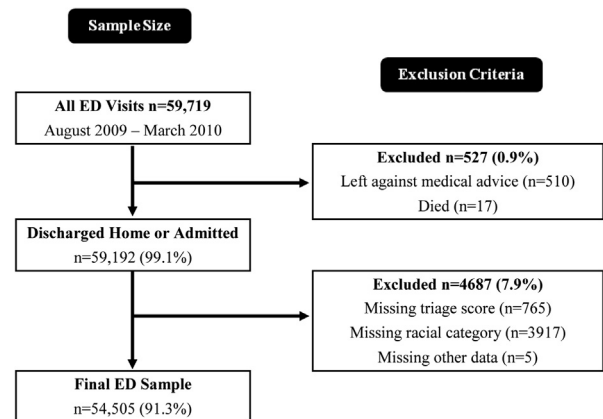 Sample Size
Exclusion Criteria
All ED Visits n=59,719
August 2009 – March 2010
Excluded n=527 (0.9%)
Left against medical advice (n=510)
Died (n=17)
Discharged Home or Admitted
n=59,192 (99.1%)
Excluded n=4687 (7.9%)
Missing triage score (n=765)
Missing racial category (n=3917)
Missing other data (n=5)
Final ED Sample
n=54,505 (91.3%)